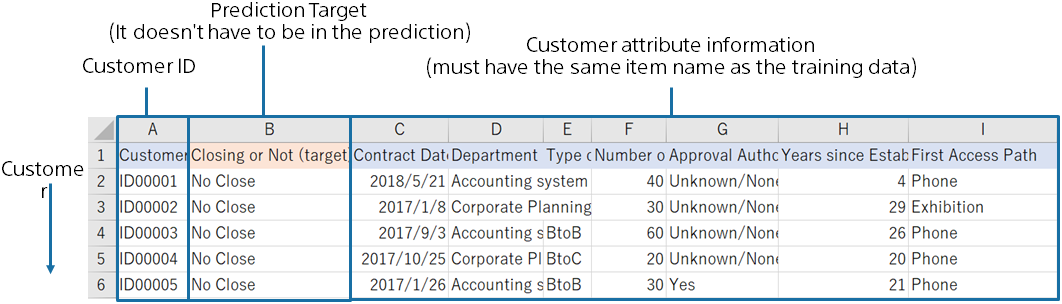 Prediction Target
(It doesn't have to be in the prediction)
Customer attribute information
(must have the same item name as the training data)
Customer ID
A B C D E F G H I
1 Customer Closing or Not (target Contract Dat Department Type o Number o Approval Autho Years since Estab First Access Path
Custome
r
2 ID00001 No Close 2018/5/21 Accounting system 40 Unknown/None 4 Phone
3 ID00002 No Close 2017/1/8 Corporate Planning 30 Unknown/None 29 Exhibition
4 ID00003 No Close 2017/9/3 Accounting s BtoB 60 Unknown/None 26 Phone
5 ID00004 No Close 2017/10/25 Corporate Pl BtoC 20 Unknown/None 20 Phone
6 ID00005 No Close 2017/1/26 Accounting s BtoB 30 Yes 21 Phone